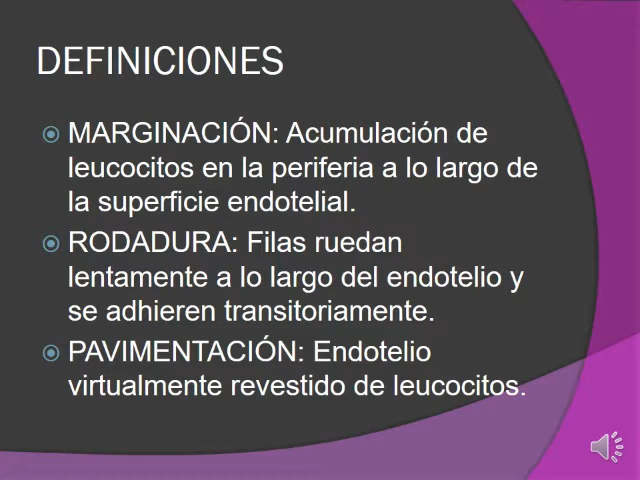 DEFINICIONES
MARGINACIÓN: Acumulación de
leucocitos en la periferia a lo largo de
la superficie endotelial.
RODADURA: Filas ruedan
lentamente a lo largo del endotelio y
se adhieren transitoriamente.
PAVIMENTACIÓN: Endotelio
virtualmente revestido de leucocitos.